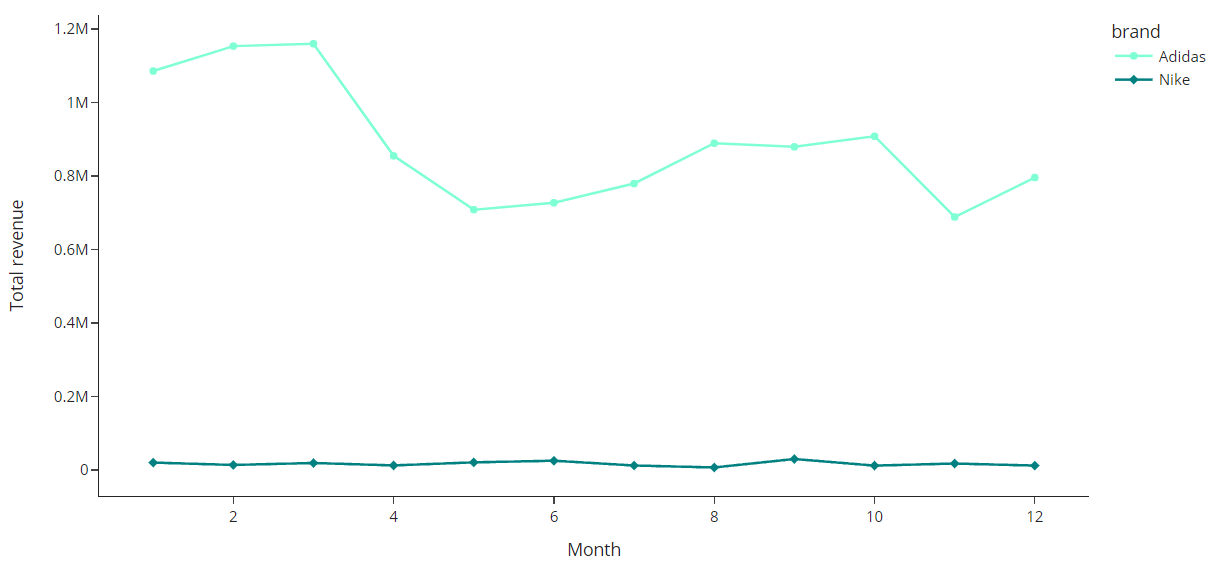 1.2M
1M
0.8M
0.6M
0.4M
0.2M
0
Total revenue
2 4 6 8 10 12
Month
brand
Adidas
Nike